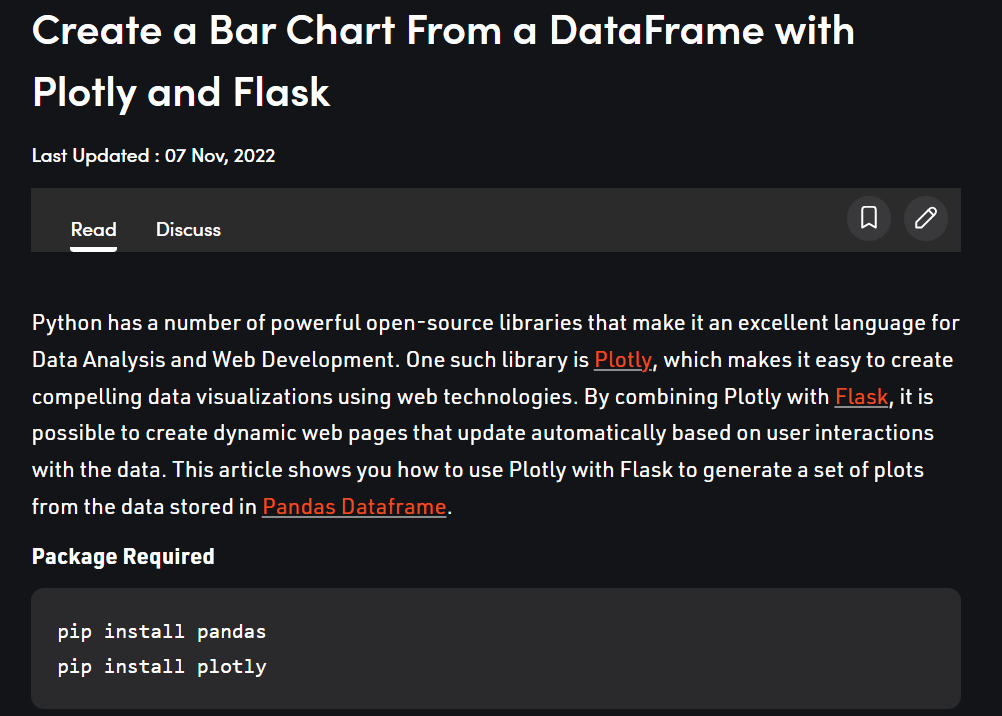 Create a Bar Chart From a DataFrame with
Plotly and Flask
Last Updated : 07 Nov, 2022
Read Discuss
Python has a number of powerful open-source libraries that make it an excellent language for
Data Analysis and Web Development. One such library is Plotly, which makes it easy to create
compelling data visualizations using web technologies. By combining Plotly with Flask, it is
possible to create dynamic web pages that update automatically based on user interactions
with the data. This article shows you how to use Plotly with Flask to generate a set of plots
from the data stored in Pandas Dataframe.
Package Required
pip install pandas
pip install plotly